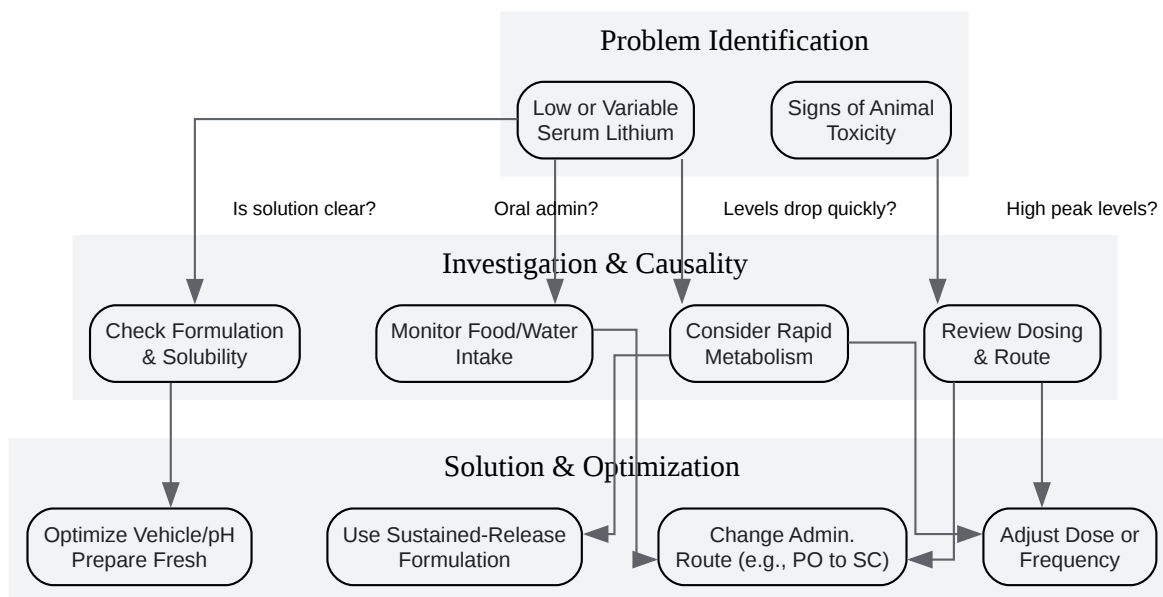 Problem Identification
Low or Variable
Serum Lithium
Signs of Animal
Toxicity
Is solution clear?
Oral admin?
Levels drop quickly?
High peak levels?
Investigation & Causality
Check Formulation
& Solubility
Monitor Food/Water
Intake
Consider Rapid
Metabolism
Review Dosing
& Route
Solution & Optimization
Optimize Vehicle/pH
Prepare Fresh
Use Sustained-Release
Formulation
Change Admin.
Route (e.g., PO to SC)
Adjust Dose or
Frequency